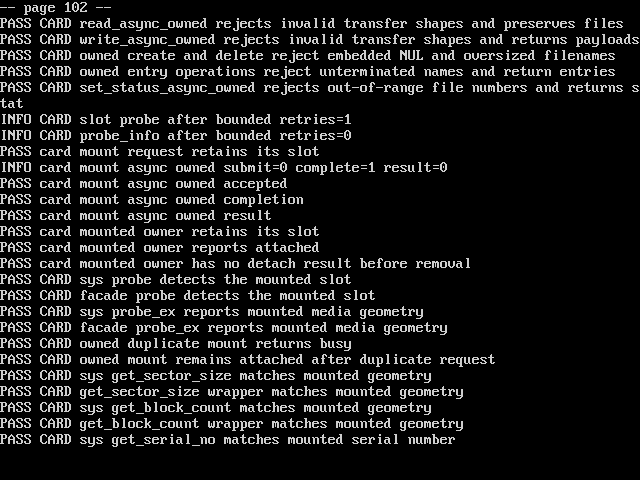 -- page 102 --
PASS CARD read_async_owned rejects invalid transfer shapes and preserves files
PASS CARD write_async_owned rejects invalid transfer shapes and returns payloads
PASS CARD owned create and delete reject embedded NUL and oversized filenames
PASS CARD owned entry operations reject unterminated names and return entries
PASS CARD set_status_async_owned rejects out-of-range file numbers and returns s
tat
INFO CARD slot probe after bounded retries=1
INFO CARD probe_info after bounded retries=0
PASS card mount request retains its slot
INFO card mount async owned submit=0 complete=1 result=0
PASS card mount async owned accepted
PASS card mount async owned completion
PASS card mount async owned result
PASS card mounted owner retains its slot
PASS card mounted owner reports attached
PASS card mounted owner has no detach result before removal
PASS CARD sys probe detects the mounted slot
PASS CARD facade probe detects the mounted slot
PASS CARD sys probe_ex reports mounted media geometry
PASS CARD facade probe_ex reports mounted media geometry
PASS CARD owned duplicate mount returns busy
PASS CARD owned mount remains attached after duplicate request
PASS CARD sys get_sector_size matches mounted geometry
PASS CARD get_sector_size wrapper matches mounted geometry
PASS CARD sys get_block_count matches mounted geometry
PASS CARD get_block_count wrapper matches mounted geometry
PASS CARD sys get_serial_no matches mounted serial number